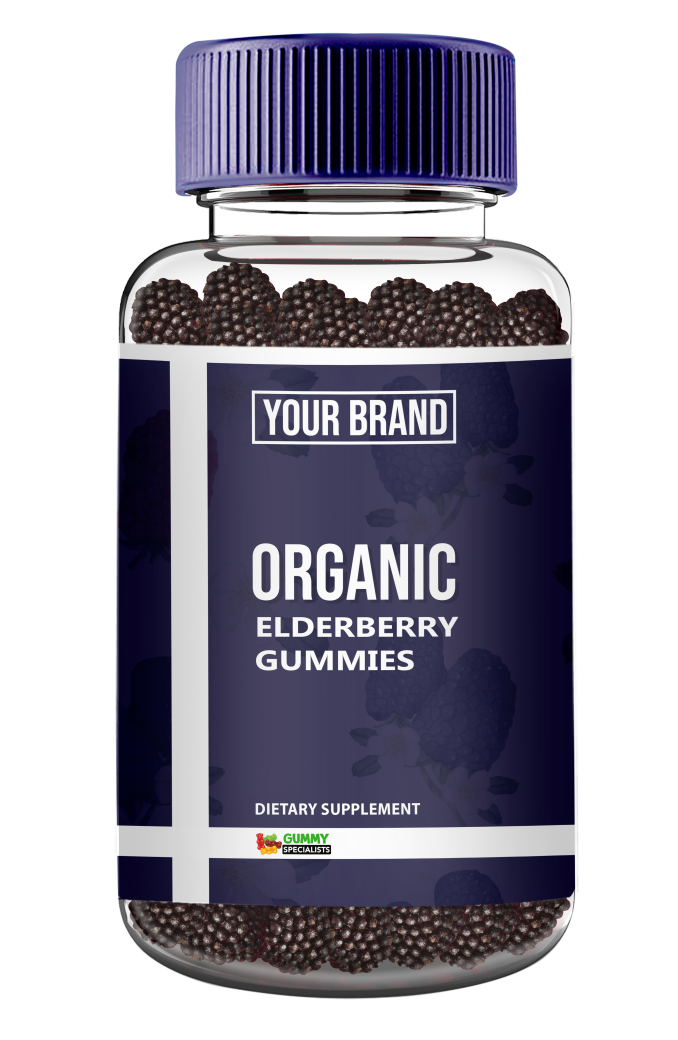 YOUR BRAND
ORGANIC
ELDERBERRY
GUMMIES
DIETARY SUPPLEMENT
GUMMY
SPECIALISTS